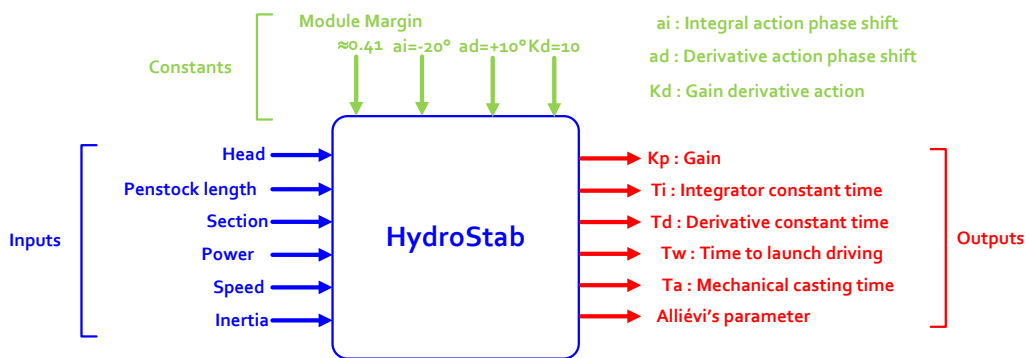 Module Margin
≈0.41 ai=-20° ad=+10° Kd=10
Constants
ai : Integral action phase shift
ad : Derivative action phase shift
Kd : Gain derivative action
Inputs
Head
Penstock length
Section
Power
Speed
Inertia
HydroStab
Kp : Gain
Ti : Integrator constant time
Td : Derivative constant time
Tw : Time to launch driving
Ta : Mechanical casting time
Alliévi's parameter
Outputs